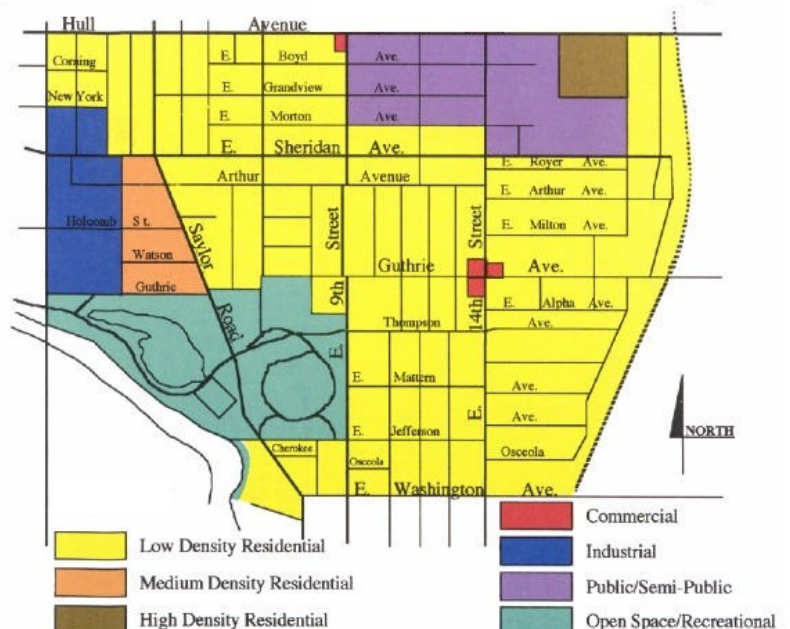 Hull Avenue
Corning
E. Boyd Ave.
New York
E. Grandview Ave.
E. Morton Ave.
E. Sheridan Ave.
E. Royer Ave.
Arthur Avenue
E. Arthur Ave.
Holcomb St.
E. Milton Ave.
Saylor Road
E. 9th Street
E. 14th Street
Watson
Guthrie Ave.
Guthrie
E. Alpha Ave.
Thompson Ave.
E. Mattern Ave.
E. Jefferson Ave.
NORTH
Cherokee
Osceola
Osceola
E. Washington Ave.
Low Density Residential
Medium Density Residential
High Density Residential
Commercial
Industrial
Public/Semi-Public
Open Space/Recreational